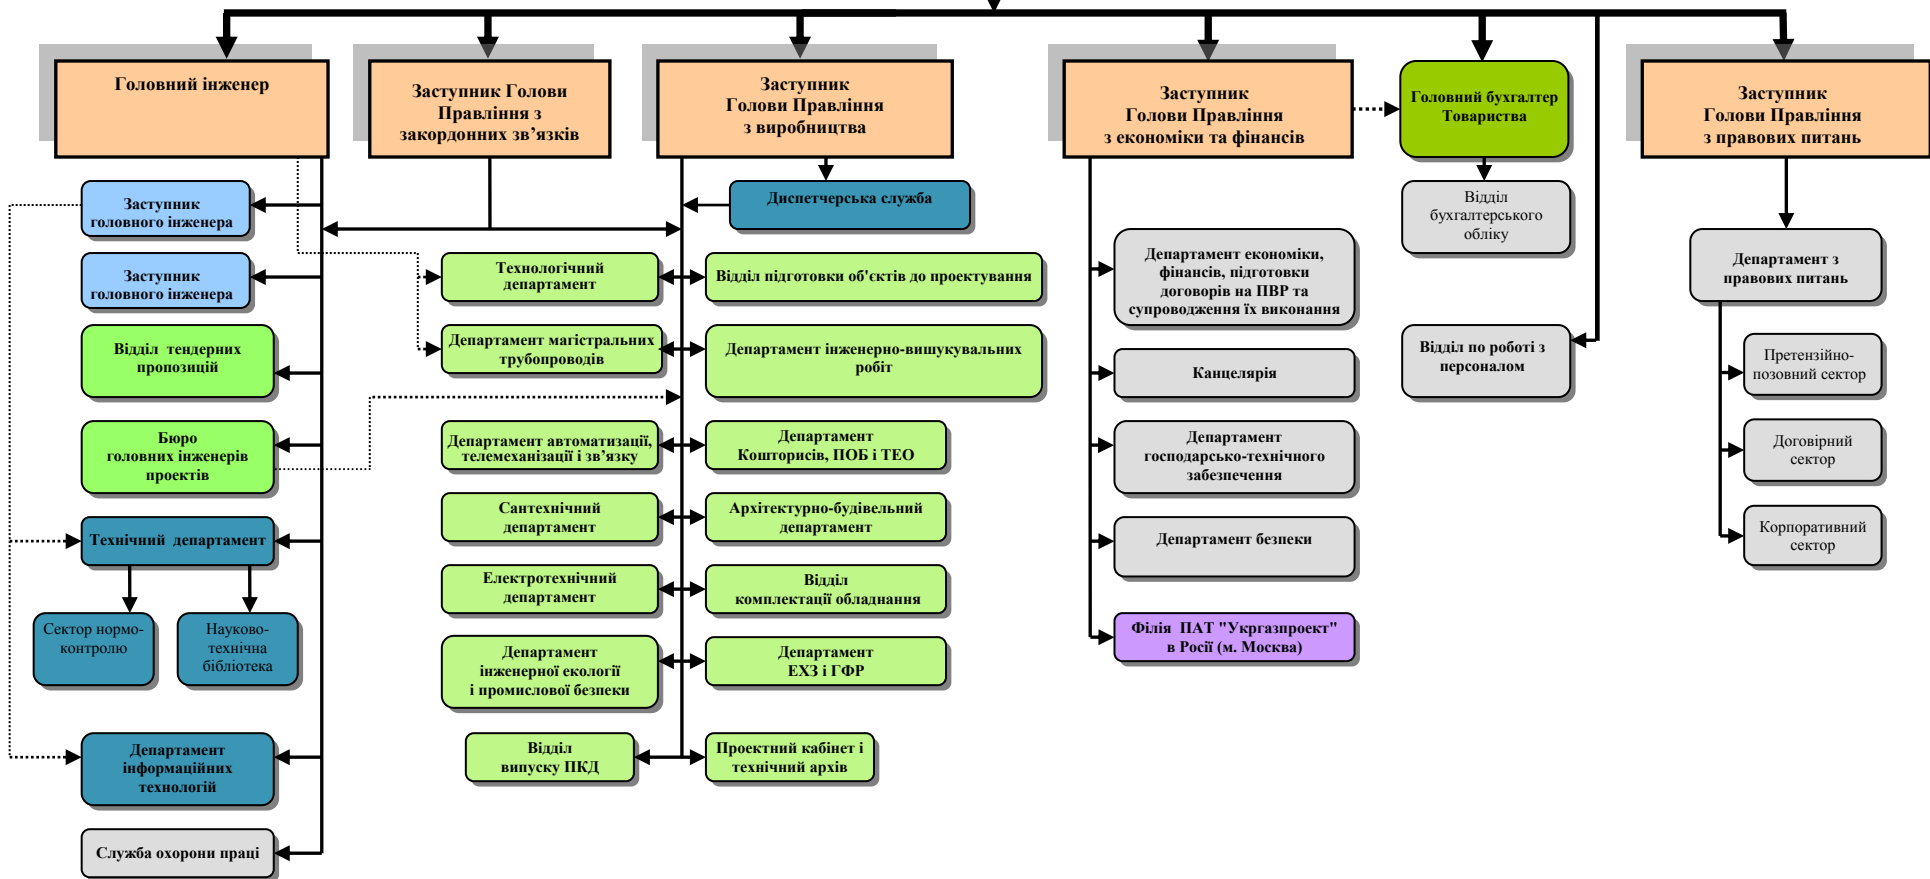 Головний інженер
Заступник Голови
Правління з
закордонних зв’язків
Заступник
Голови Правління
з виробництва
Заступник
Голови Правління
з економіки та фінансів
Головний бухгалтер
Товариства
Заступник
Голови Правління
з правових питань
Заступник
головного інженера
Заступник
головного інженера
Відділ тендерних
пропозицій
Бюро
головних інженерів
проектів
Технічний департамент
Сектор нормо-
контролю
Науково-
технічна
бібліотека
Департамент
інформаційних
технологій
Служба охорони праці
Диспетчерська служба
Технологічний
департамент
Відділ підготовки об'єктів до проектування
Департамент магістральних
трубопроводів
Департамент інженерно-вишукувальних
робіт
Департамент автоматизації,
телемеханізації і зв’язку
Департамент
Кошторисів, ПОБ і ТЕО
Сантехнічний
департамент
Архітектурно-будівельний
департамент
Електротехнічний
департамент
Відділ
комплектації обладнання
Департамент
інженерної екології
і промислової безпеки
Департамент
ЕХЗ і ГФР
Відділ
випуску ПКД
Проектний кабінет і
технічний архів
Департамент економіки,
фінансів, підготовки
договорів на ПВР та
супроводження їх виконання
Канцелярія
Департамент
господарсько-технічного
забезпечення
Департамент безпеки
Філія ПАТ "Укргазпроект"
в Росії (м. Москва)
Відділ
бухгалтерського
обліку
Відділ по роботі з
персоналом
Департамент з
правових питань
Претензійно-
позовний сектор
Договірний
сектор
Корпоративний
сектор